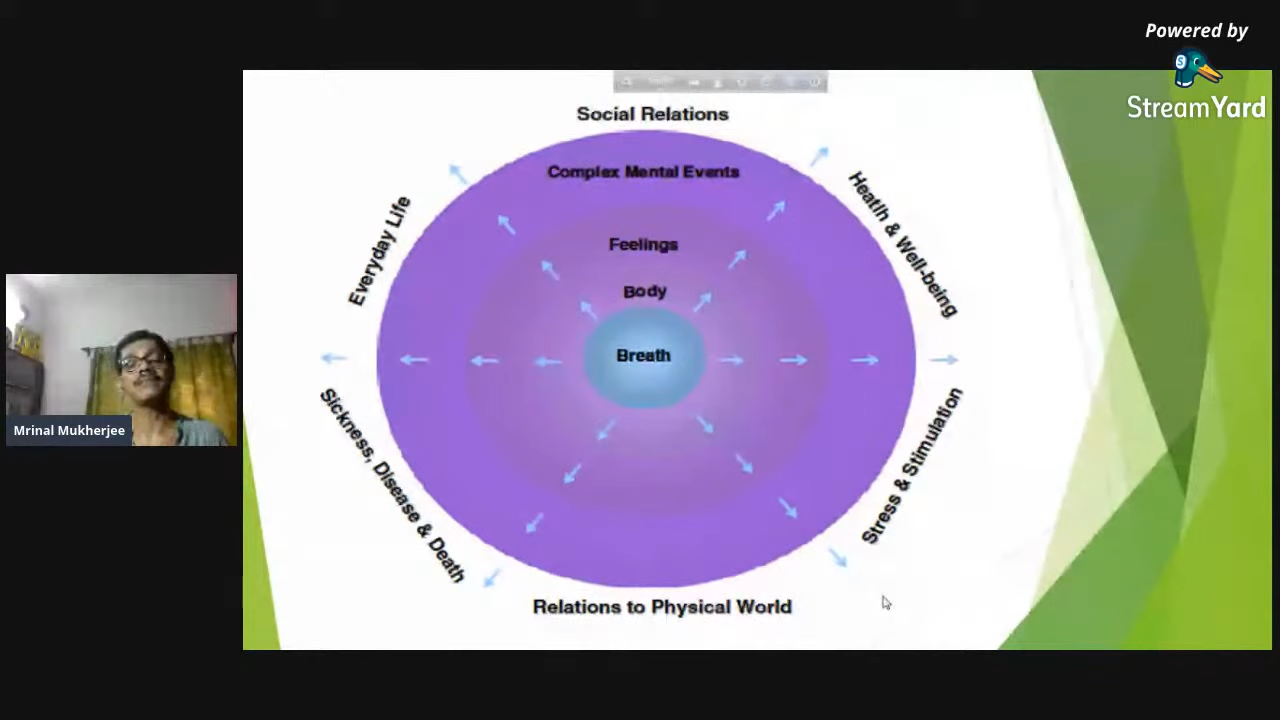 Powered by
StreamYard
Social Relations
Complex Mental Events
Everyday Life
Heatlh & Well-being
Feelings
Body
Breath
Mrinal Mukherjee
Sickness, Disease & Death
Stress & Stimulation
Relations to Physical World